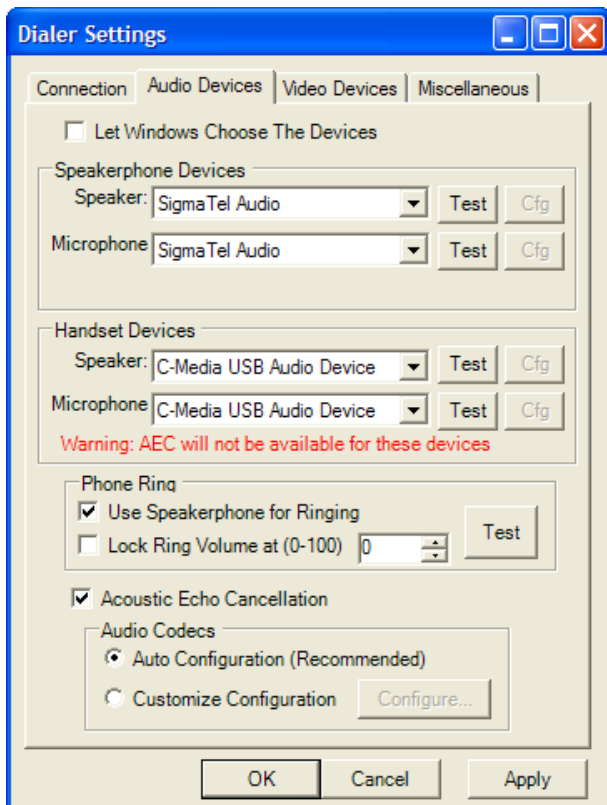 Dialer Settings
Connection Audio Devices Video Devices Miscellaneous
Let Windows Choose The Devices
Speakerphone Devices
Speaker: SigmaTel Audio Test Cfg
Microphone SigmaTel Audio Test Cfg
Handset Devices
Speaker: C-Media USB Audio Device Test Cfg
Microphone C-Media USB Audio Device Test Cfg
Warning: AEC will not be available for these devices
Phone Ring
Use Speakerphone for Ringing
Lock Ring Volume at (0-100) 0 Test
Acoustic Echo Cancellation
Audio Codecs
Auto Configuration (Recommended)
Customize Configuration Configure...
OK Cancel Apply